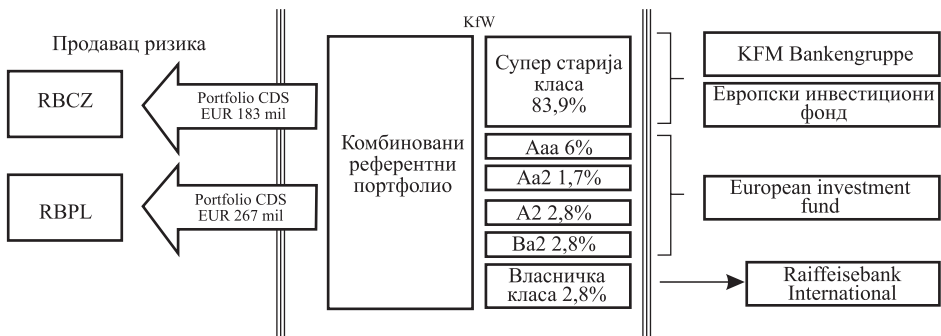 KfW
Продавац ризика
RBCZ
Portfolio CDS
EUR 183 mil
RBPL
Portfolio CDS
EUR 267 mil
Комбиновани
референтни
портфолио
Супер старија
класа
83,9%
Aaa 6%
Aa2 1,7%
A2 2,8%
Ba2 2,8%
Власничка
класа 2,8%
KFM Bankengruppe
Европски инвестициони
фонд
European investment
fund
Raiffeisebank
International